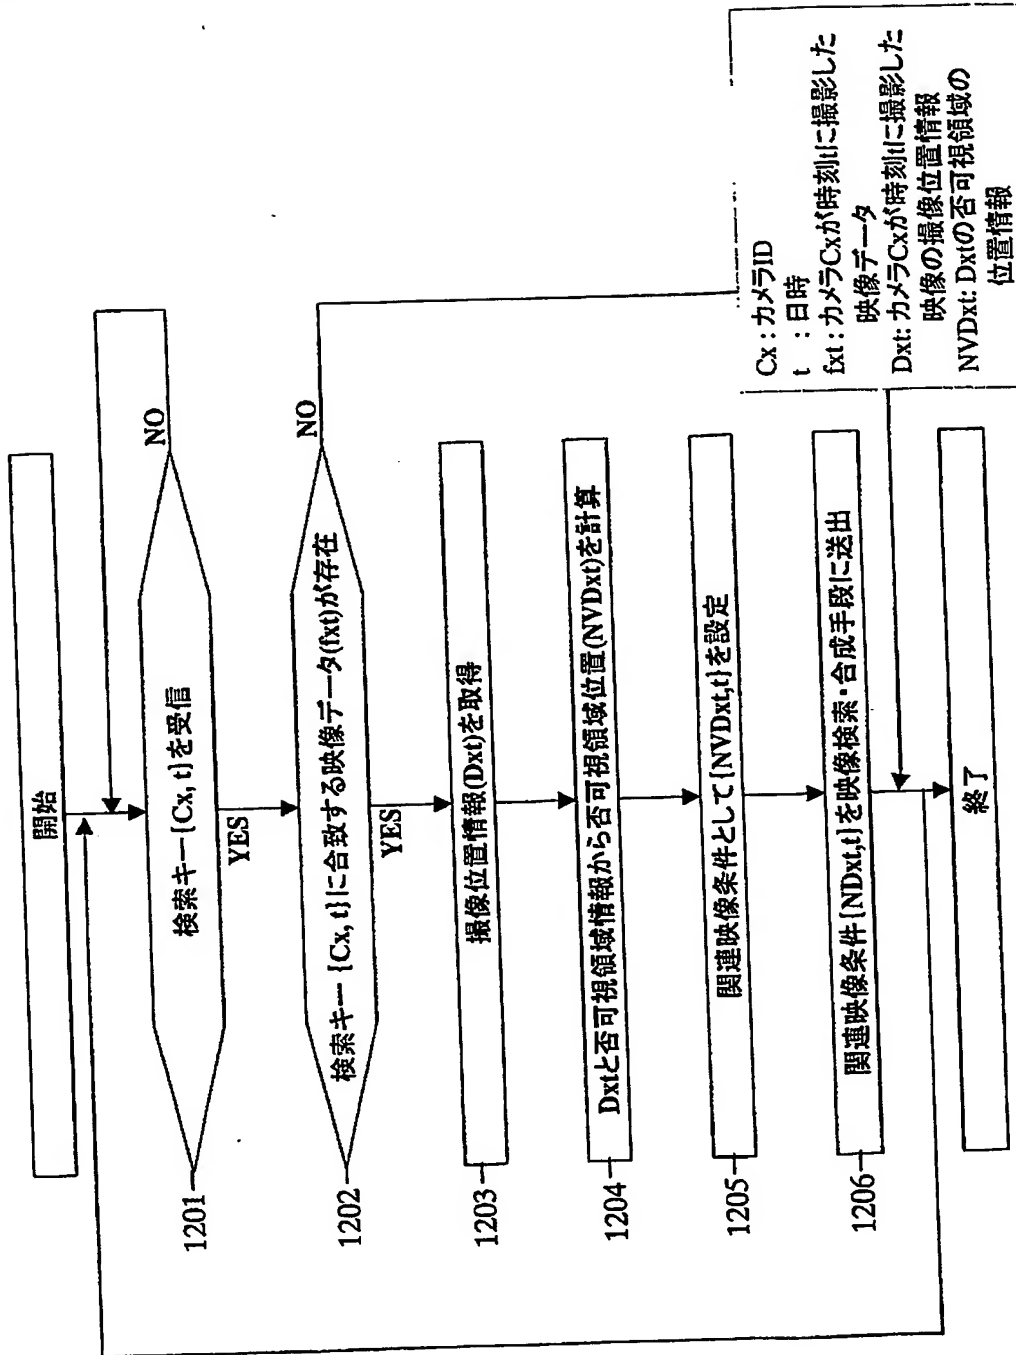 開始
1201
検索キー{Cx, t}を受信
NO
YES
1202
検索キー{Cx, t}に合致する映像データ(fxt)が存在
NO
YES
1203
撮像位置情報(Dxt)を取得
1204
Dxtと否可視領域情報から否可視領域位置(NVDxt)を計算
1205
関連映像条件として{NVDxt,t}を設定
1206
関連映像条件{NDxt,t}を映像検索・合成手段に送出
終了
Cx : カメラID
t : 日時
fxt : カメラCxが時刻tに撮影した
映像データ
Dxt: カメラCxが時刻tに撮影した
映像の撮像位置情報
NVDxt: Dxtの否可視領域の
位置情報